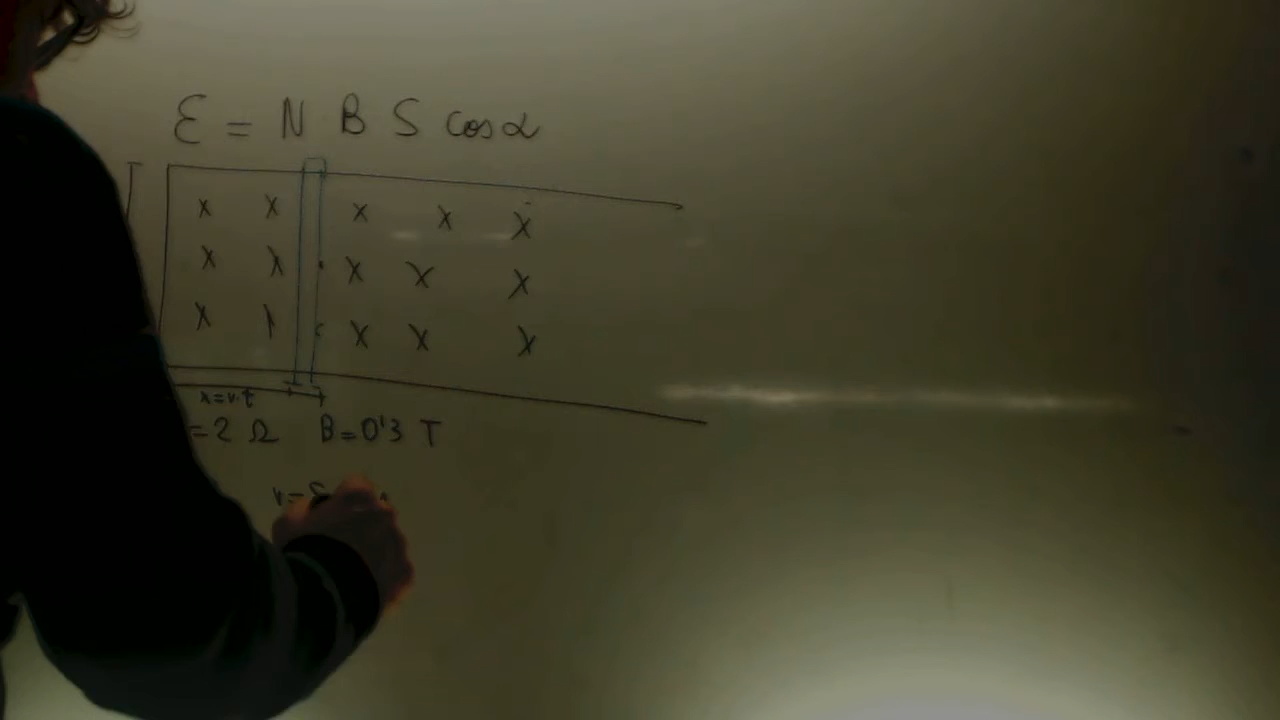 Ɛ = N B S cos α
x x x x x
x x x x x
x x x x x
x=v·t
=2 Ω B=0'3 T
v=